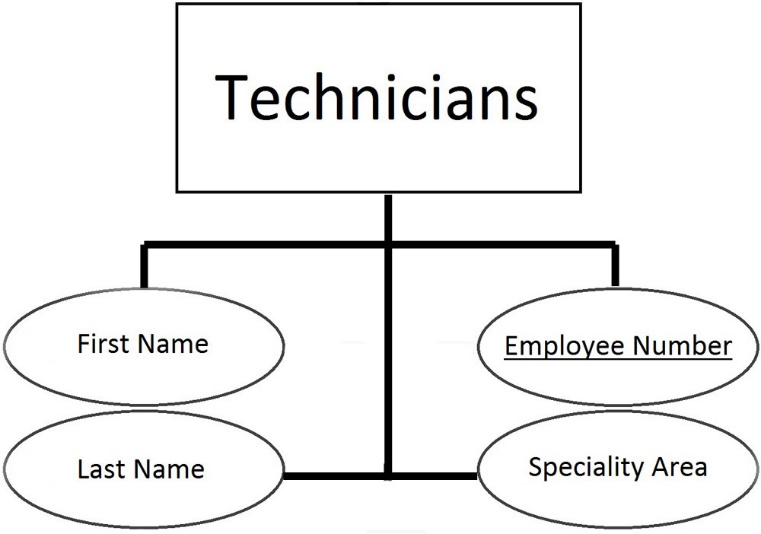 Technicians
First Name
Employee Number
Last Name
Speciality Area